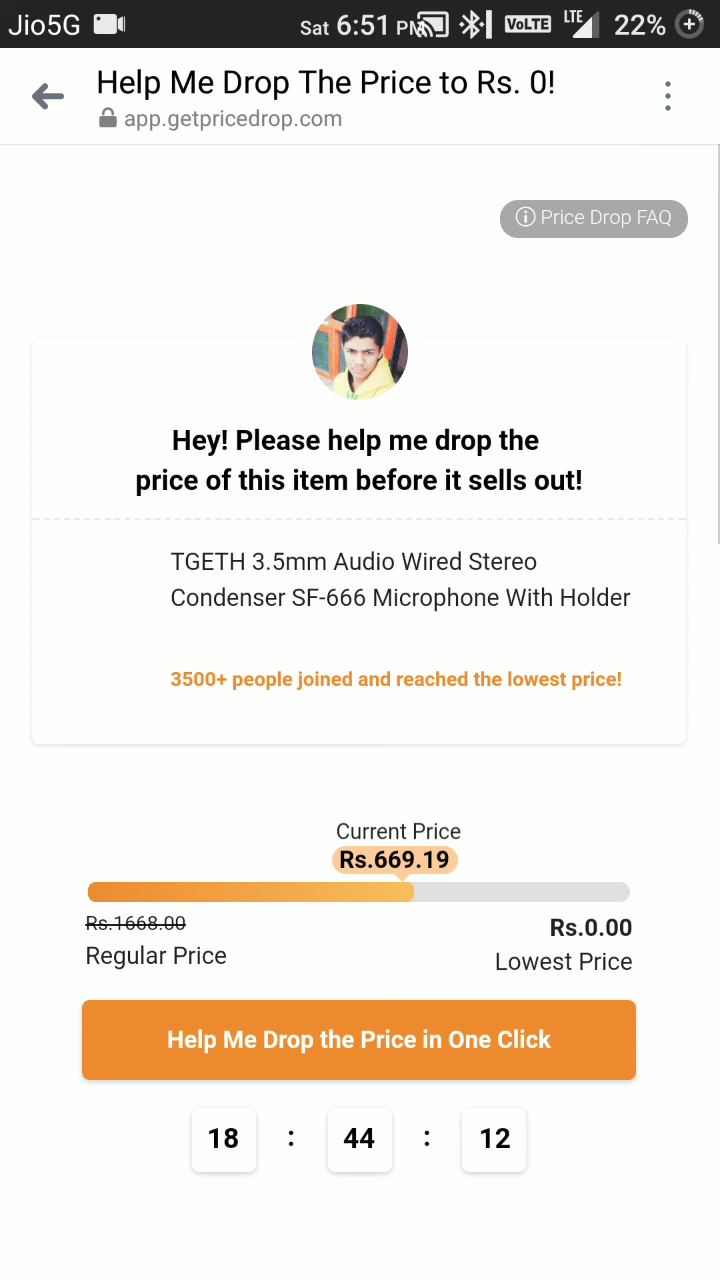 Jio5G Sat 6:51 PM VoLTE LTE 22%
Help Me Drop The Price to Rs. 0!
app.getpricedrop.com
Price Drop FAQ
Hey! Please help me drop the
price of this item before it sells out!
TGETH 3.5mm Audio Wired Stereo
Condenser SF-666 Microphone With Holder
3500+ people joined and reached the lowest price!
Current Price
Rs.669.19
Rs.1668.00 Rs.0.00
Regular Price Lowest Price
Help Me Drop the Price in One Click
18 : 44 : 12